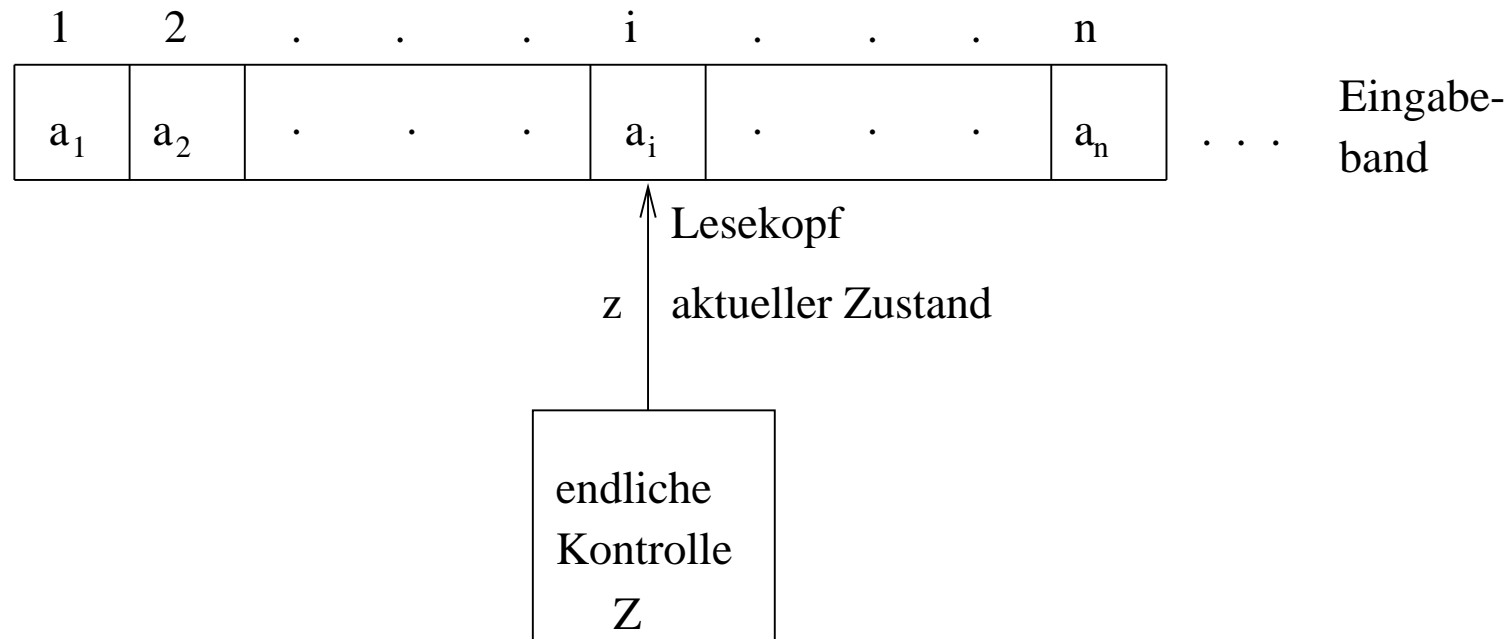 1 2 . . . i . . . n
a₁ a₂ . . . aᵢ . . . aₙ . . .
Eingabe-
band
Lesekopf
z aktueller Zustand
endliche
Kontrolle
Z